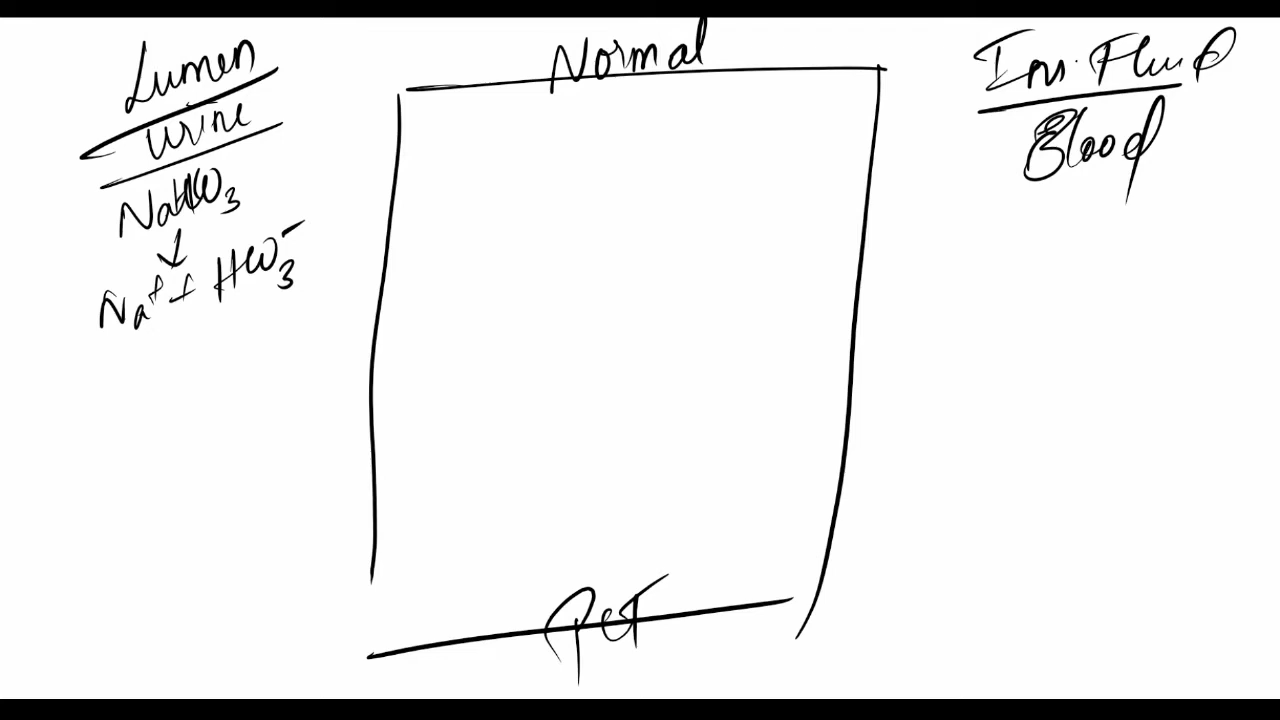 Lumen
Urine
NaHCO3
↓
Na+ + HCO3-
Normal
PCT
Int. Fluid
Blood